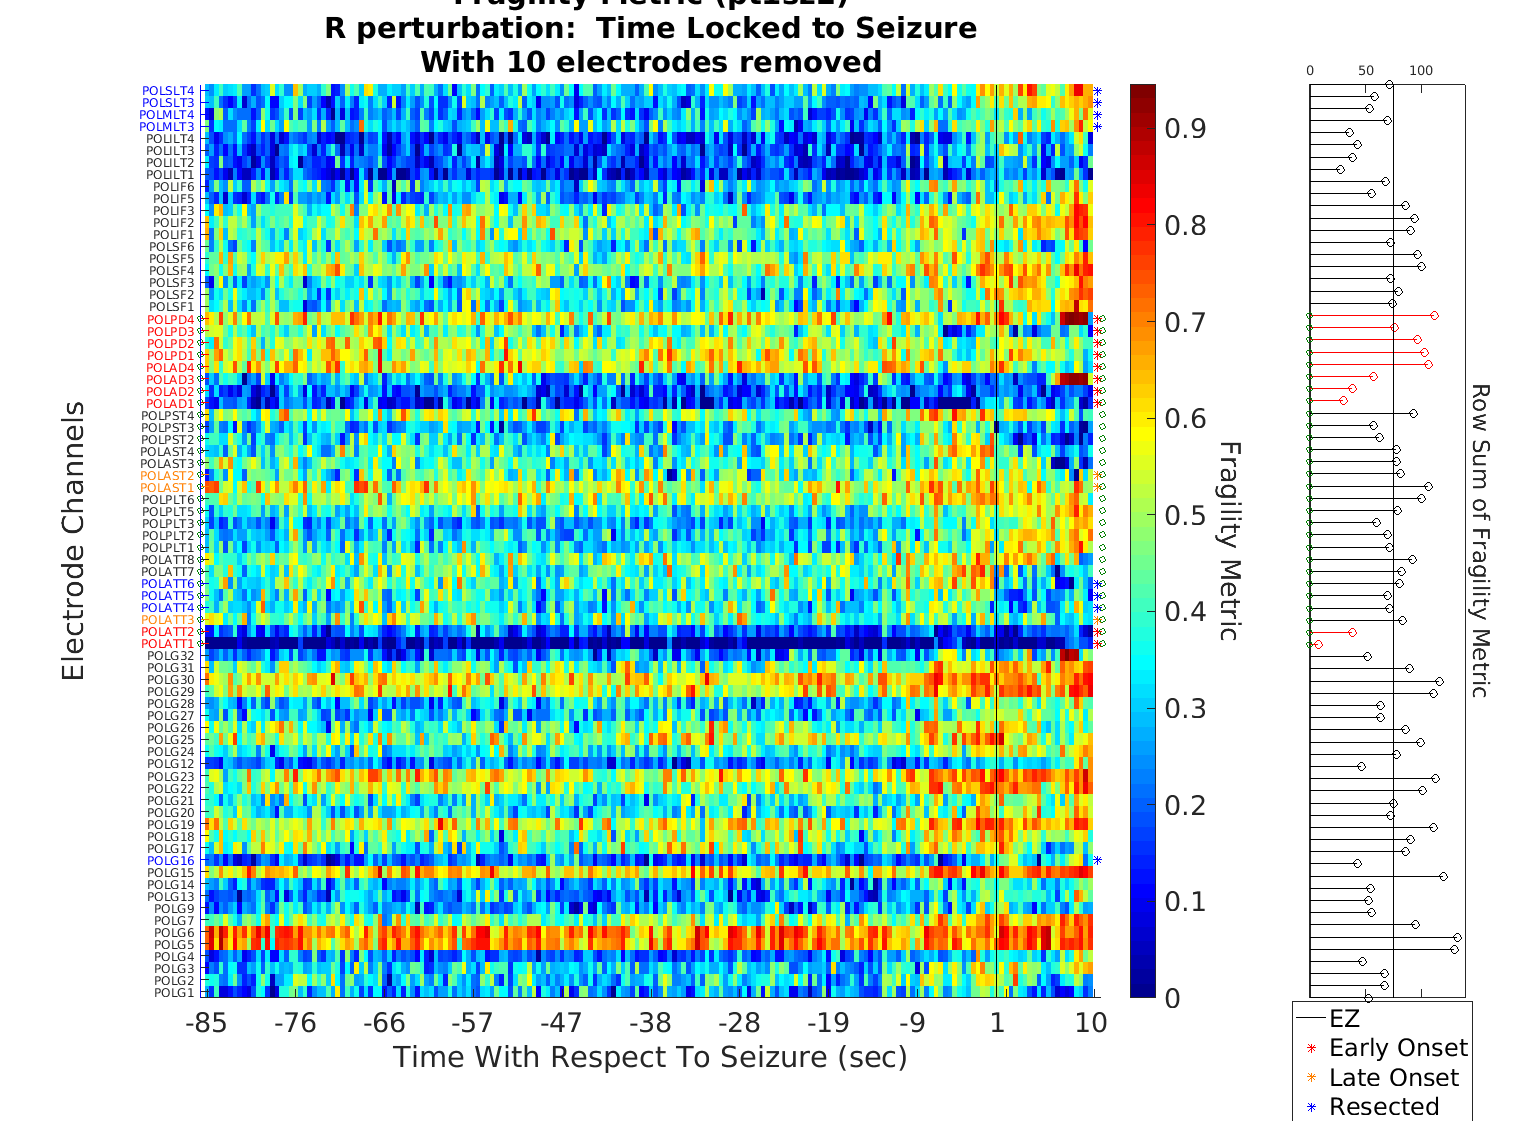 Fragility Metric (pt1sz2)
R perturbation:  Time Locked to Seizure
With 10 electrodes removed
Electrode Channels
POLSLT4
POLSLT3
POLMLT4
POLMLT3
POLILT4
POLILT3
POLILT2
POLILT1
POLIF6
POLIF5
POLIF3
POLIF2
POLIF1
POLSF6
POLSF5
POLSF4
POLSF3
POLSF2
POLSF1
POLPD4
POLPD3
POLPD2
POLPD1
POLAD4
POLAD3
POLAD2
POLAD1
POLPST4
POLPST3
POLPST2
POLAST4
POLAST3
POLAST2
POLAST1
POLPLT6
POLPLT5
POLPLT3
POLPLT2
POLPLT1
POLATT8
POLATT7
POLATT6
POLATT5
POLATT4
POLATT3
POLATT2
POLATT1
POLG32
POLG31
POLG30
POLG29
POLG28
POLG27
POLG26
POLG25
POLG24
POLG12
POLG23
POLG22
POLG21
POLG20
POLG19
POLG18
POLG17
POLG16
POLG15
POLG14
POLG13
POLG9
POLG7
POLG6
POLG5
POLG4
POLG3
POLG2
POLG1
-85 -76 -66 -57 -47 -38 -28 -19 -9 1 10
Time With Respect To Seizure (sec)
0.9
0.8
0.7
0.6
0.5
0.4
0.3
0.2
0.1
0
Fragility Metric
0 50 100
Row Sum of Fragility Metric
EZ
Early Onset
Late Onset
Resected